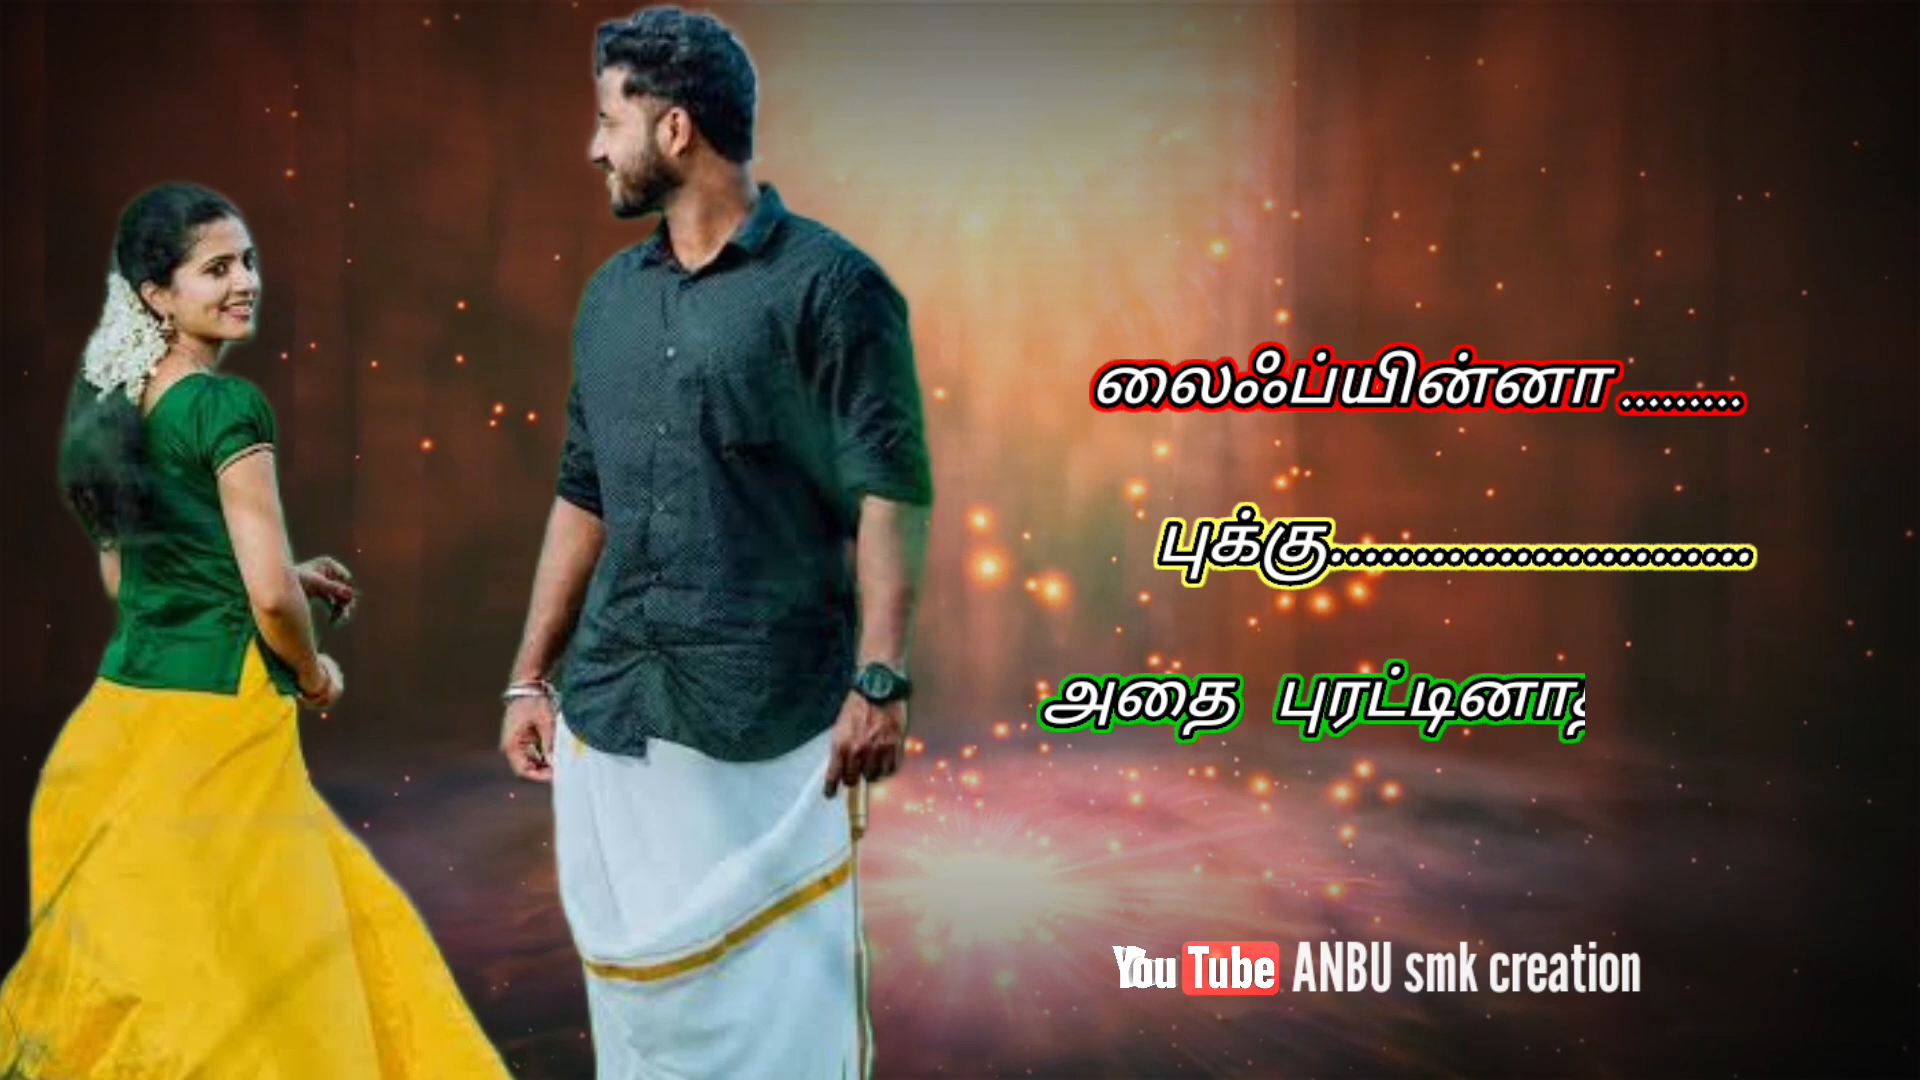 லைஃப்யின்னா.........
புக்கு.........................
அதை புரட்டினா
YouTube ANBU smk creation